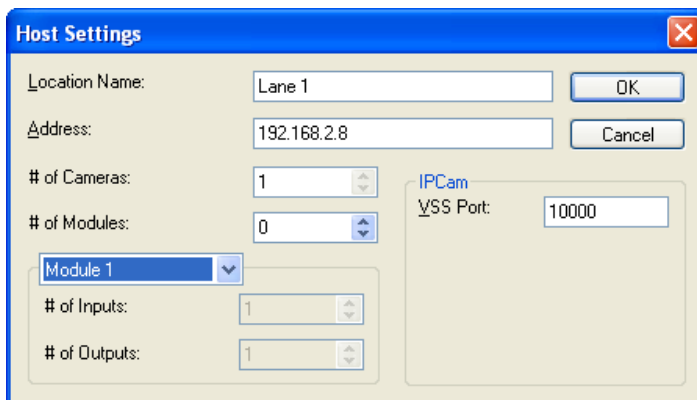 Host Settings
Location Name: Lane 1 OK
Address: 192.168.2.8 Cancel
# of Cameras: 1
IPCam
VSS Port: 10000
# of Modules: 0
Module 1
# of Inputs: 1
# of Outputs: 1